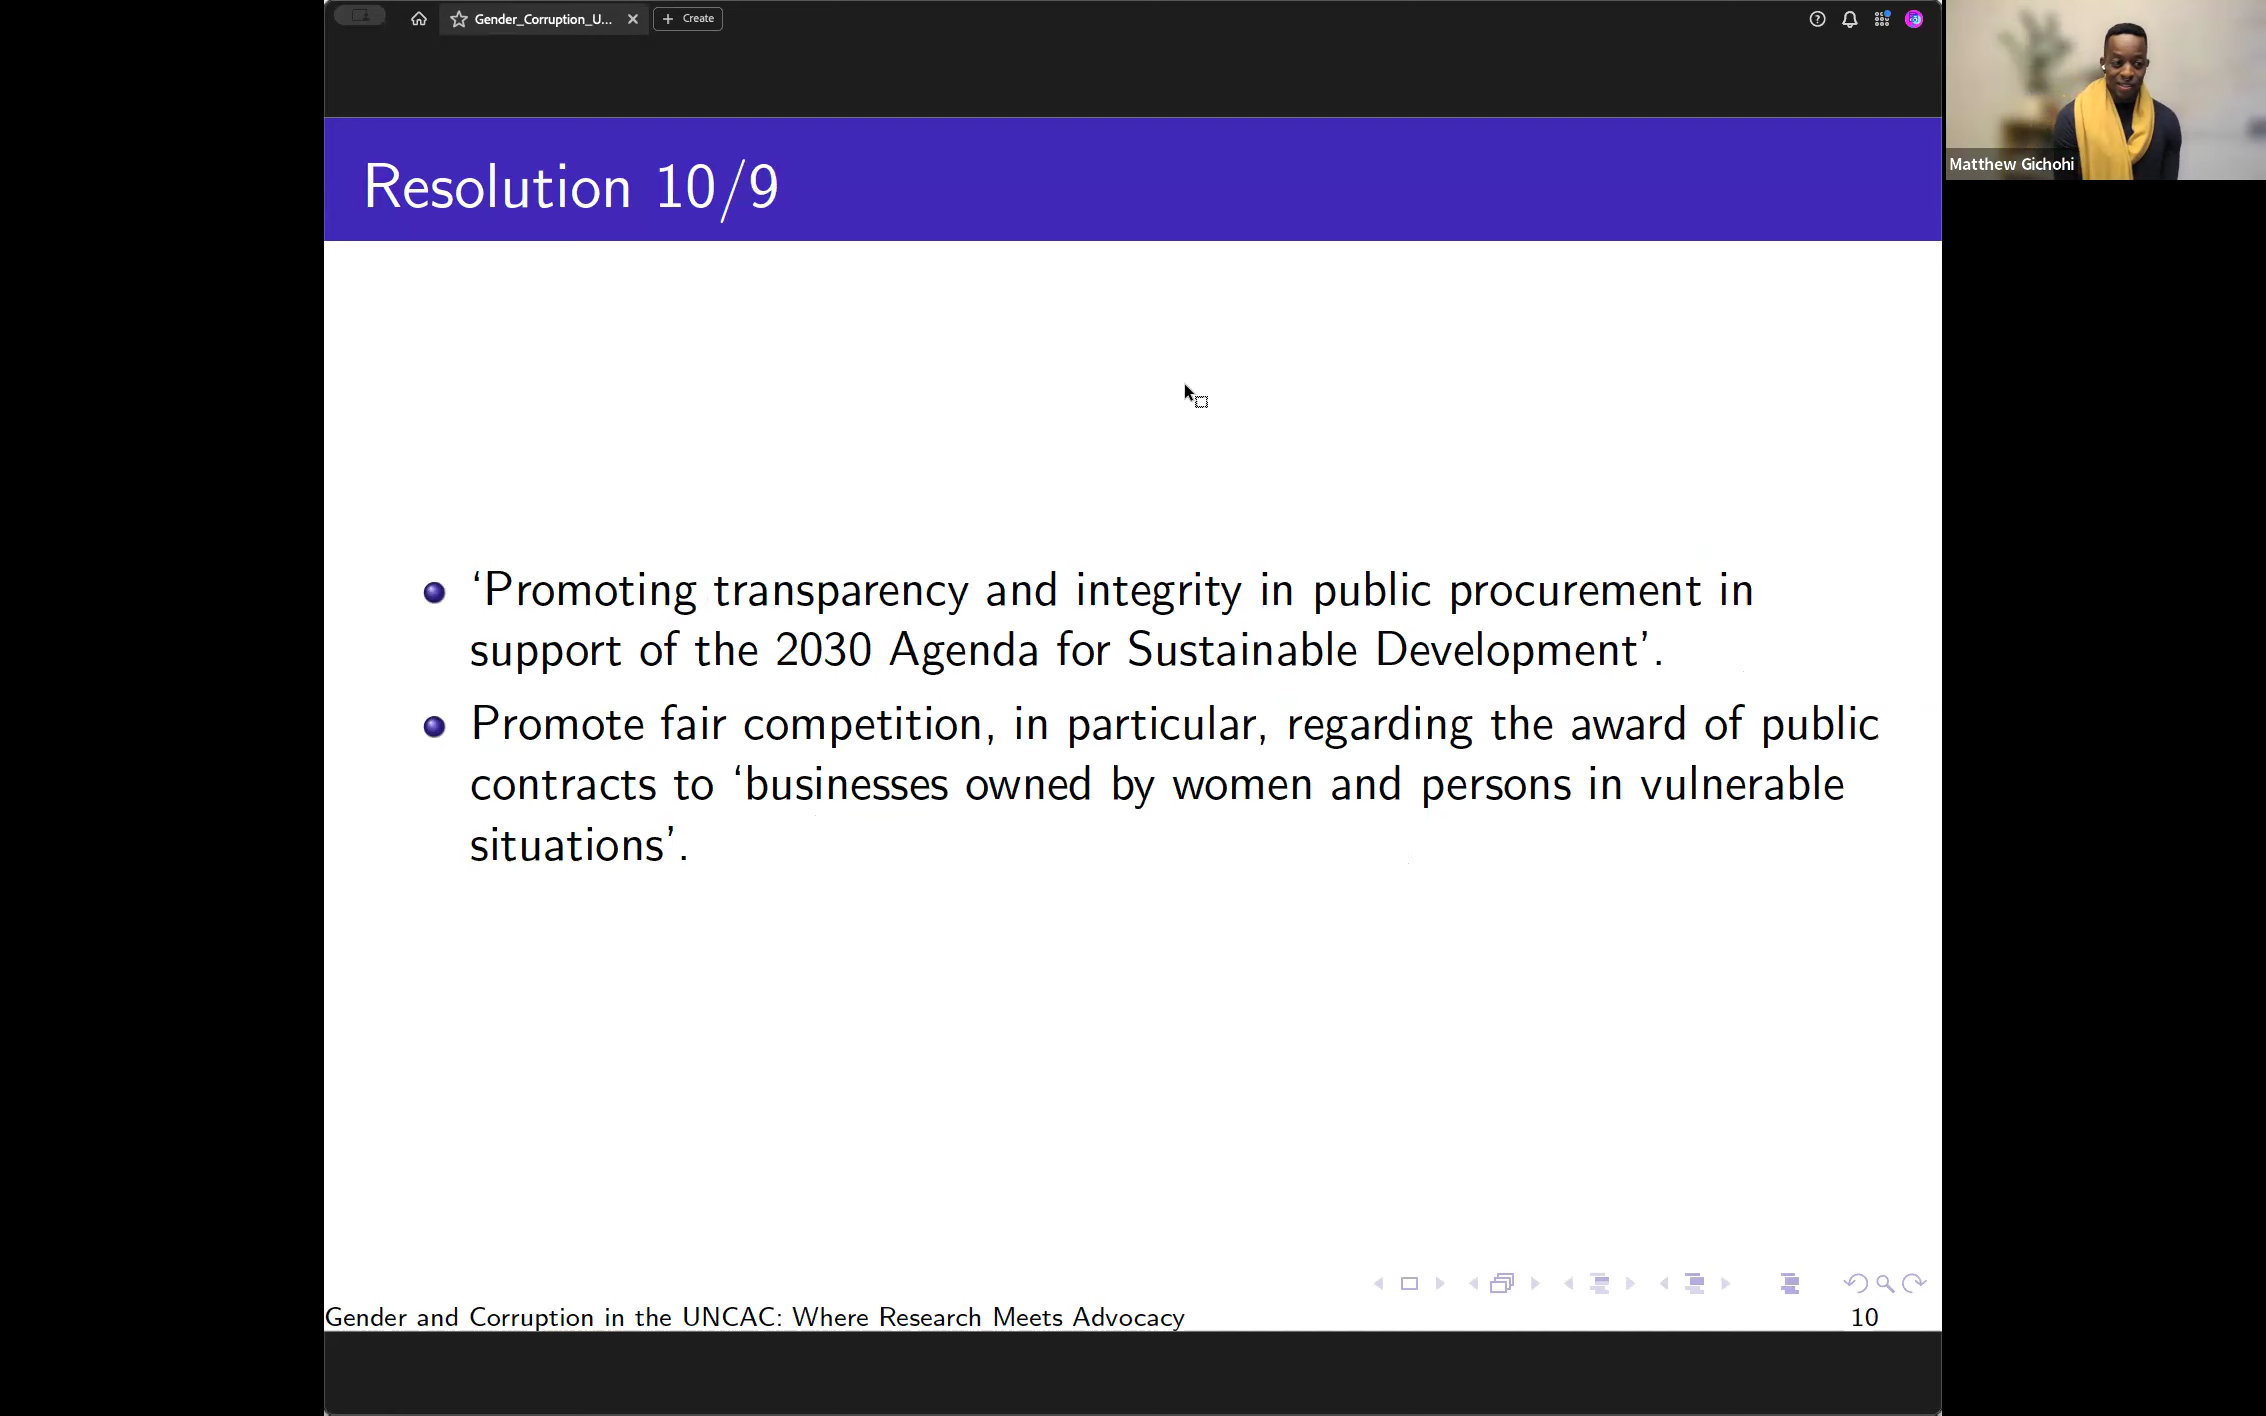 Gender_Corruption_U...
Create
Matthew Gichohi
Resolution 10/9
‘Promoting transparency and integrity in public procurement in
support of the 2030 Agenda for Sustainable Development’.
Promote fair competition, in particular, regarding the award of public
contracts to ‘businesses owned by women and persons in vulnerable
situations’.
Gender and Corruption in the UNCAC: Where Research Meets Advocacy
10